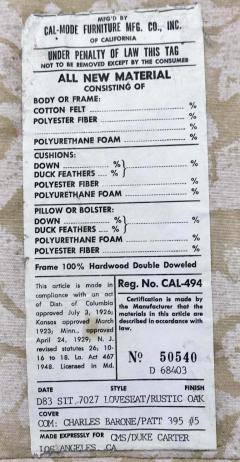 MFG'D BY
CAL-MODE FURNITURE MFG. CO., INC.
OF CALIFORNIA
UNDER PENALTY OF LAW THIS TAG
NOT TO BE REMOVED EXCEPT BY THE CONSUMER
ALL NEW MATERIAL
CONSISTING OF
BODY OR FRAME:
COTTON FELT %
POLYESTER FIBER %
POLYURETHANE FOAM %
CUSHIONS:
DOWN % } %
DUCK FEATHERS % } %
POLYESTER FIBER %
POLYURETHANE FOAM %
PILLOW OR BOLSTER:
DOWN % } %
DUCK FEATHERS % } %
POLYURETHANE FOAM %
POLYESTER FIBER %
Frame 100% Hardwood Double Doweled
This article is made in
compliance with an act
of Dist. of Columbia
approved July 3, 1926;
Kansas approved March
1923; Minn., approved
April 24, 1929; N. J.
revised statutes 26, 10-
16 to 18. La. Act 467
1948. Licensed in Md.
Reg. No. CAL-494
Certification is made by
the Manufacturer that the
materials in this article are
described in accordance with
law.
Nº 50540
D 68403
DATE STYLE FINISH
D83 SIT.7027 LOVESEAT/RUSTIC OAK
COVER
COM: CHARLES BARONE/PATT 395 #5
MADE EXPRESSLY FOR CMS/DUKE CARTER
LOS ANGELES, CA